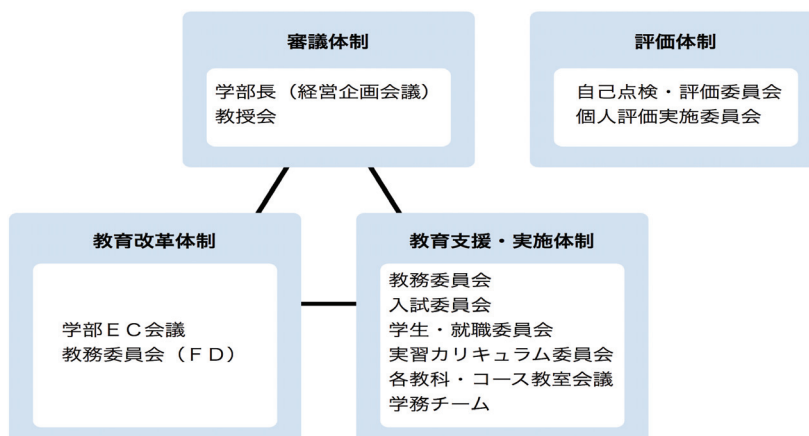 審議体制
学部長（経営企画会議）
教授会
評価体制
自己点検・評価委員会
個人評価実施委員会
教育改革体制
学部ＥＣ会議
教務委員会（ＦＤ）
教育支援・実施体制
教務委員会
入試委員会
学生・就職委員会
実習カリキュラム委員会
各教科・コース教室会議
学務チーム